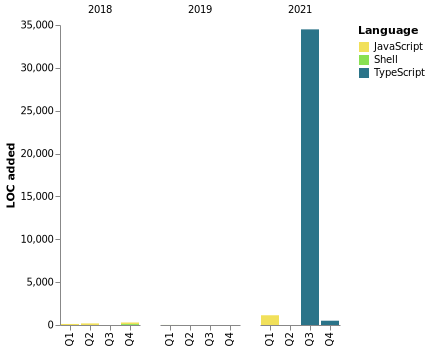 2018 2019 2021
Language
JavaScript
Shell
TypeScript
LOC added
35,000
30,000
25,000
20,000
15,000
10,000
5,000
0
Q1 Q2 Q3 Q4 Q1 Q2 Q3 Q4 Q1 Q2 Q3 Q4